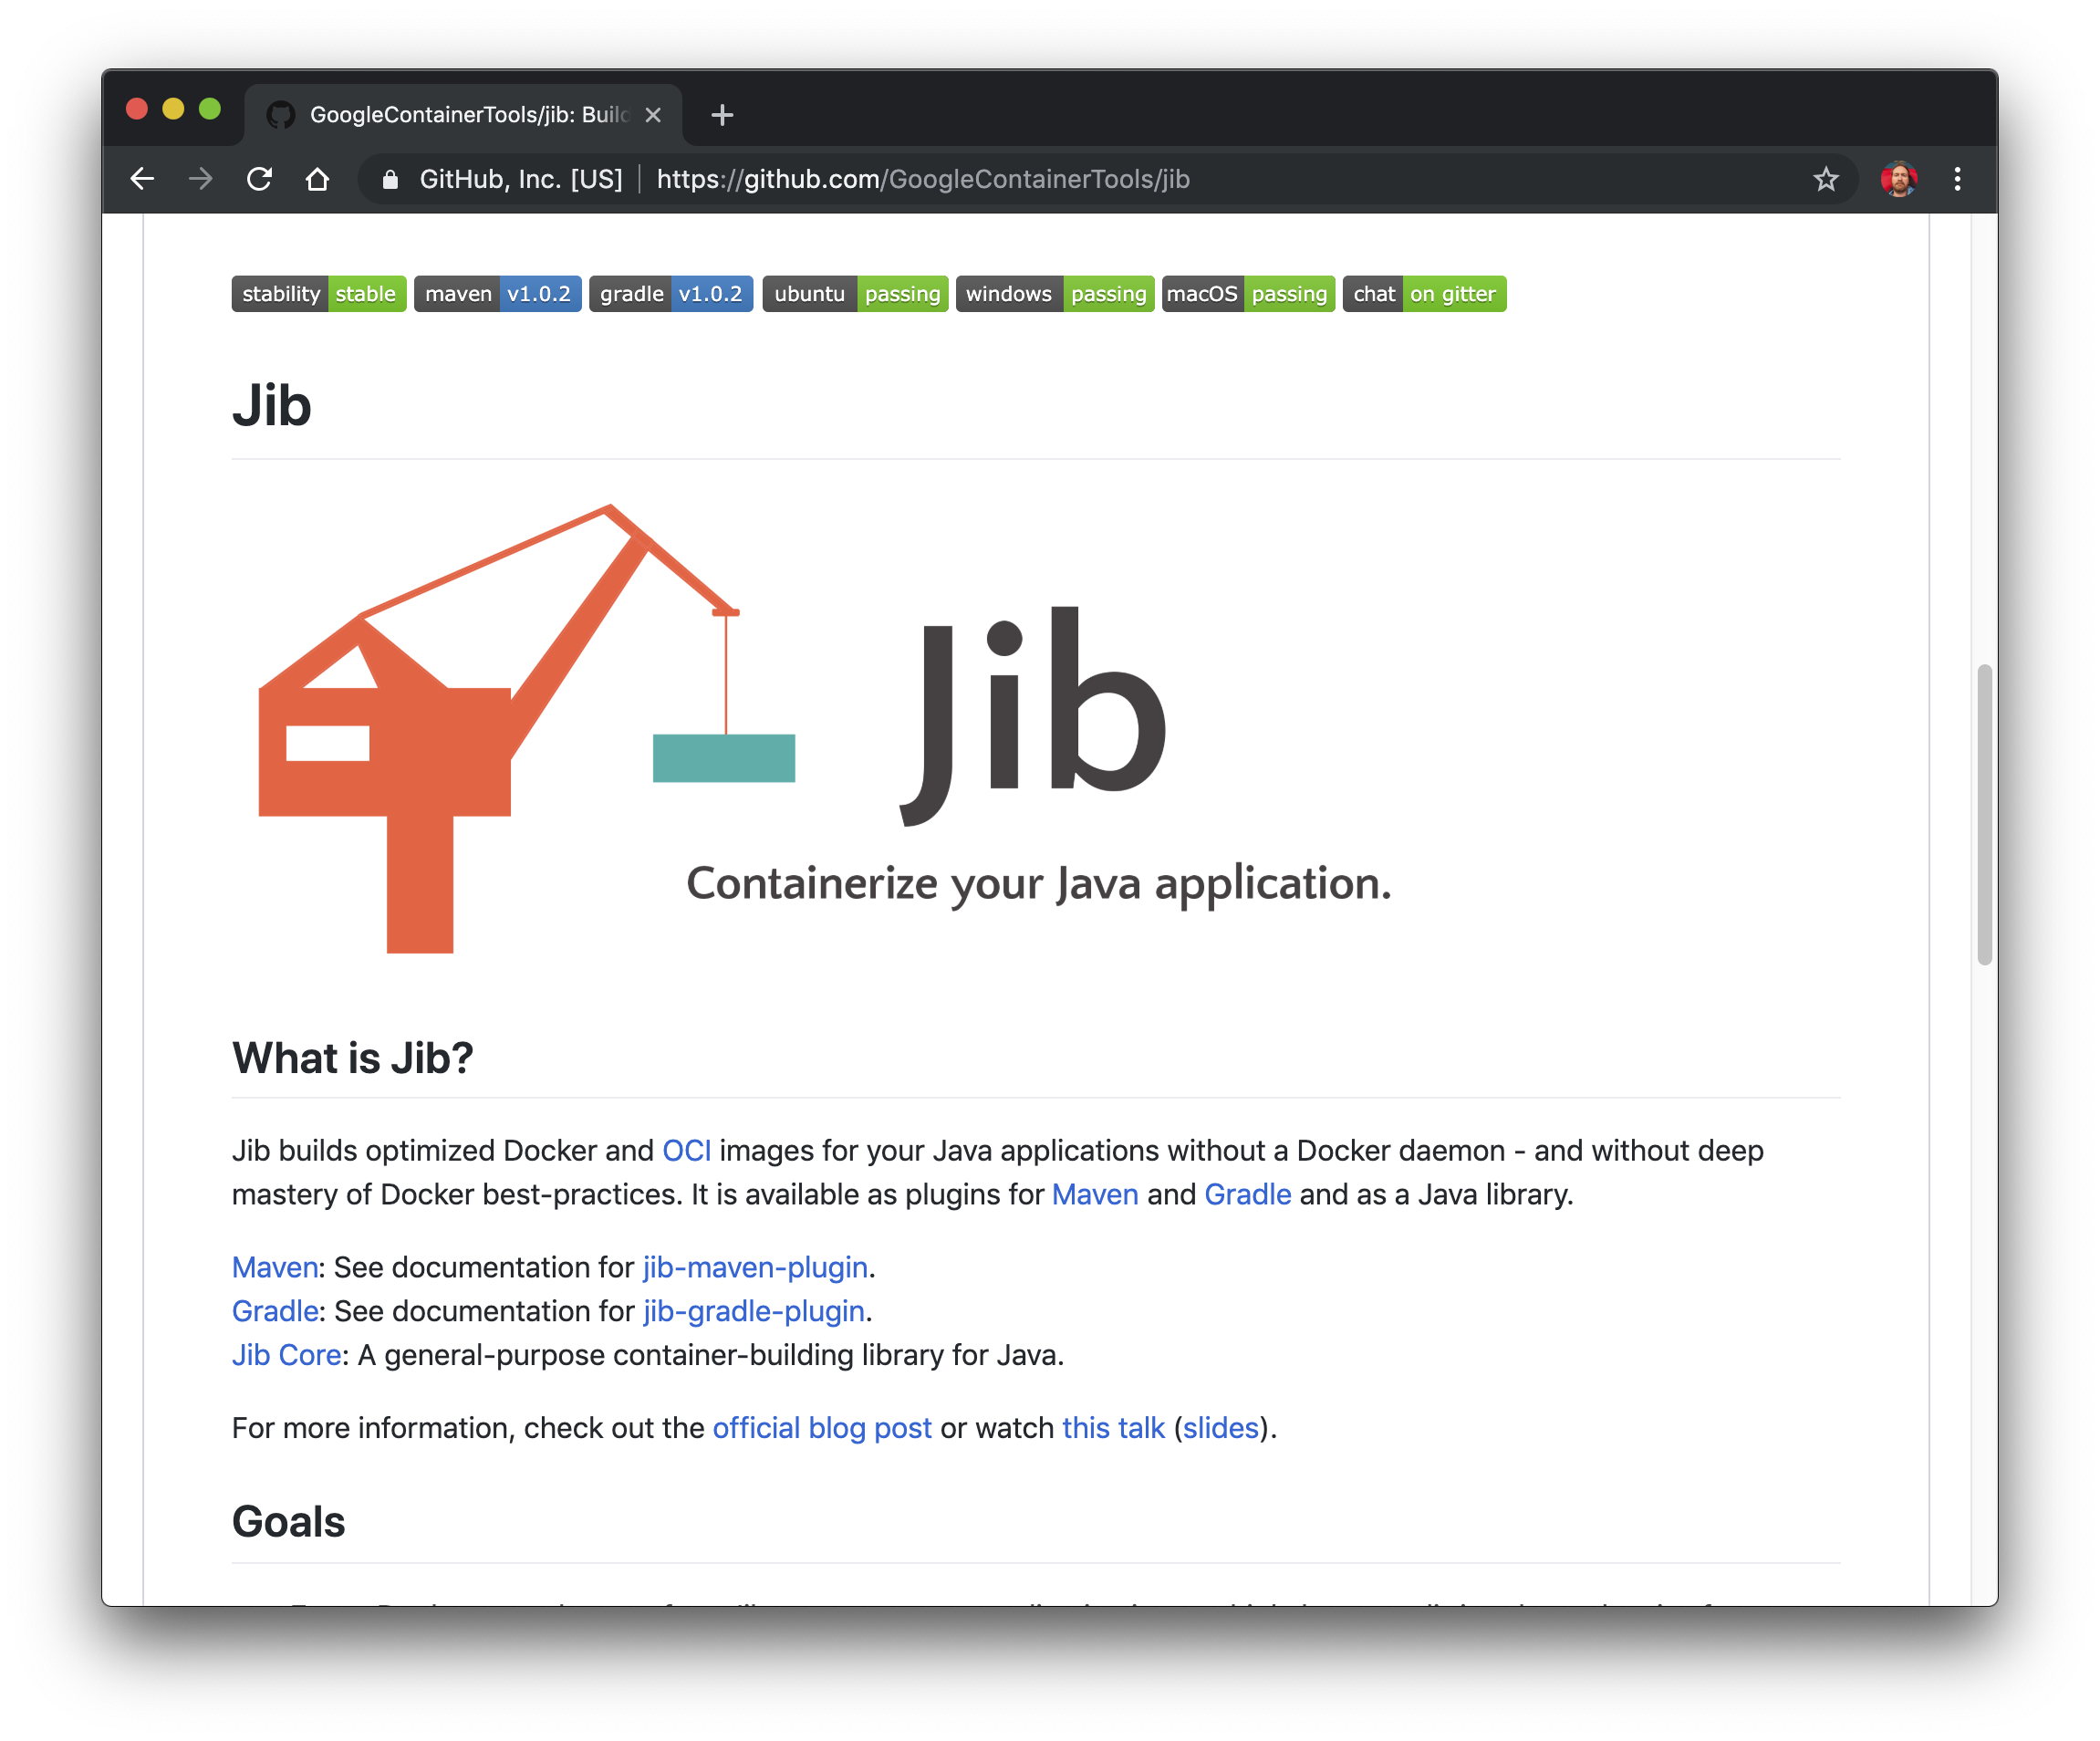 GoogleContainerTools/jib: Buil
GitHub, Inc. [US] | https://github.com/GoogleContainerTools/jib
stability stable maven v1.0.2 gradle v1.0.2 ubuntu passing windows passing macOS passing chat on gitter
Jib
Jib
Containerize your Java application.
What is Jib?
Jib builds optimized Docker and OCI images for your Java applications without a Docker daemon - and without deep
mastery of Docker best-practices. It is available as plugins for Maven and Gradle and as a Java library.
Maven: See documentation for jib-maven-plugin.
Gradle: See documentation for jib-gradle-plugin.
Jib Core: A general-purpose container-building library for Java.
For more information, check out the official blog post or watch this talk (slides).
Goals